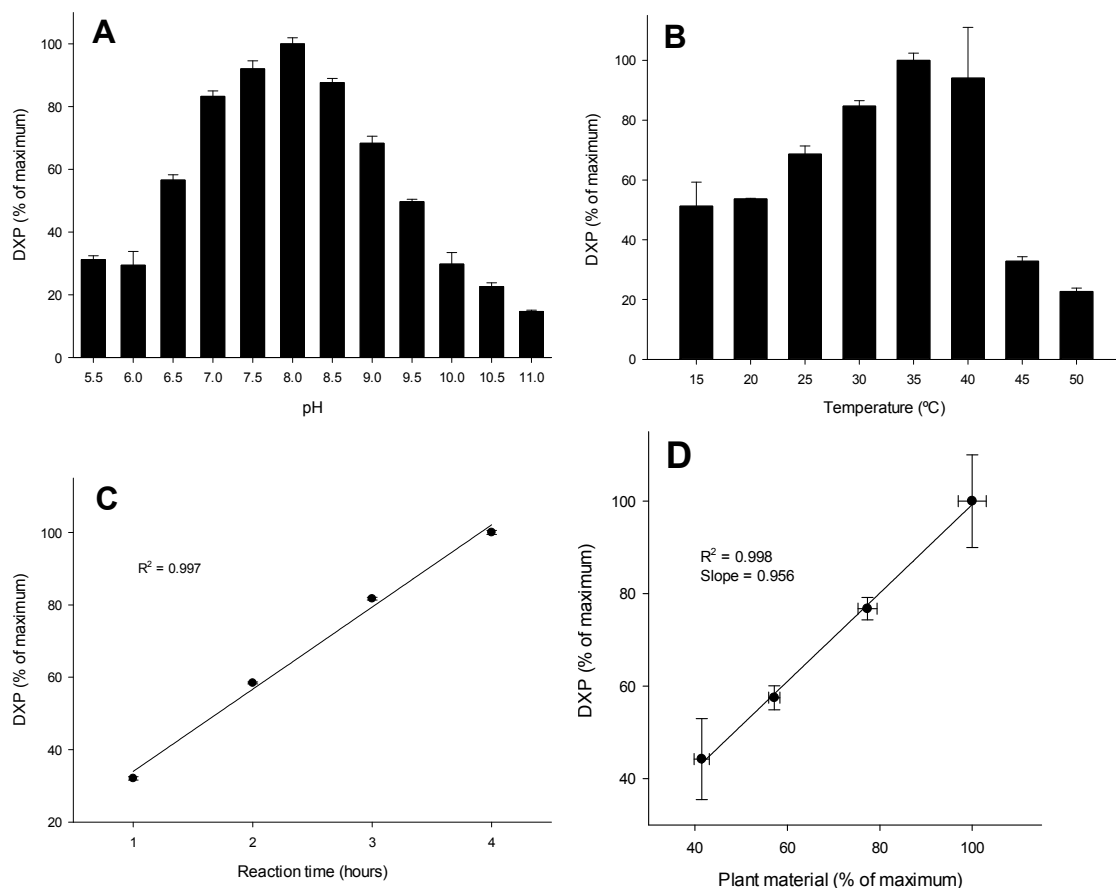 A
DXP (% of maximum)
100
80
60
40
20
0
5.5 6.0 6.5 7.0 7.5 8.0 8.5 9.0 9.5 10.0 10.5 11.0
pH
B
DXP (% of maximum)
100
80
60
40
20
0
15 20 25 30 35 40 45 50
Temperature (ºC)
C
R² = 0.997
DXP (% of maximum)
100
80
60
40
20
1 2 3 4
Reaction time (hours)
D
R² = 0.998
Slope = 0.956
DXP (% of maximum)
100
80
60
40
40 60 80 100
Plant material (% of maximum)